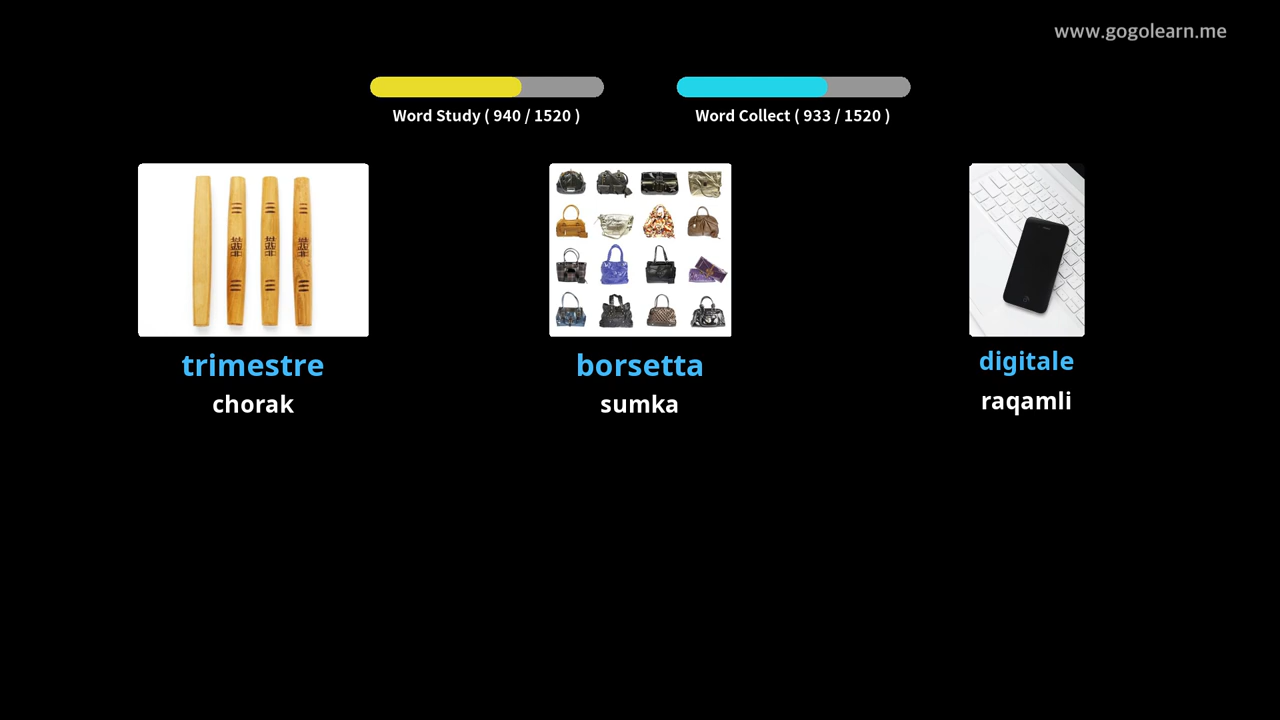 www.gogolearn.me
Word Study ( 940 / 1520 )
Word Collect ( 933 / 1520 )
trimestre
chorak
borsetta
sumka
digitale
raqamli